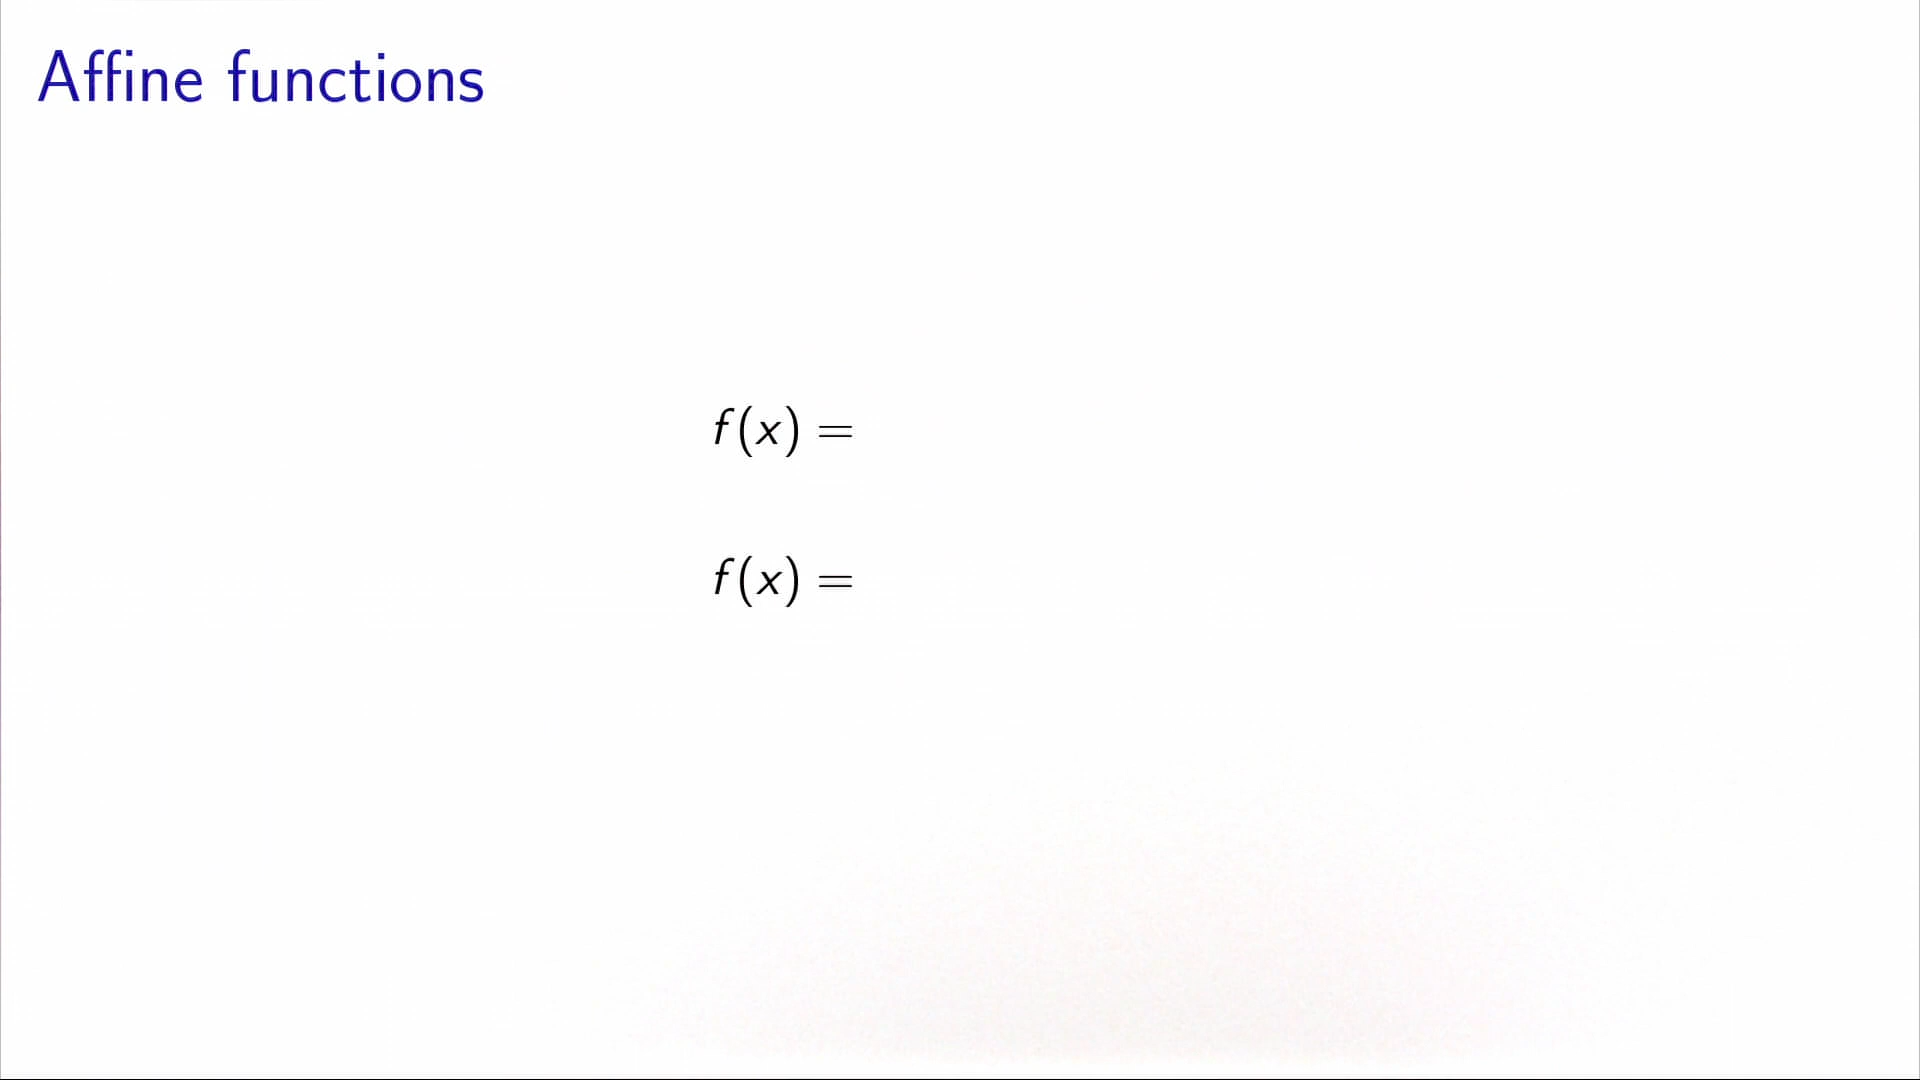 Affine functions
f(x) =
f(x) =